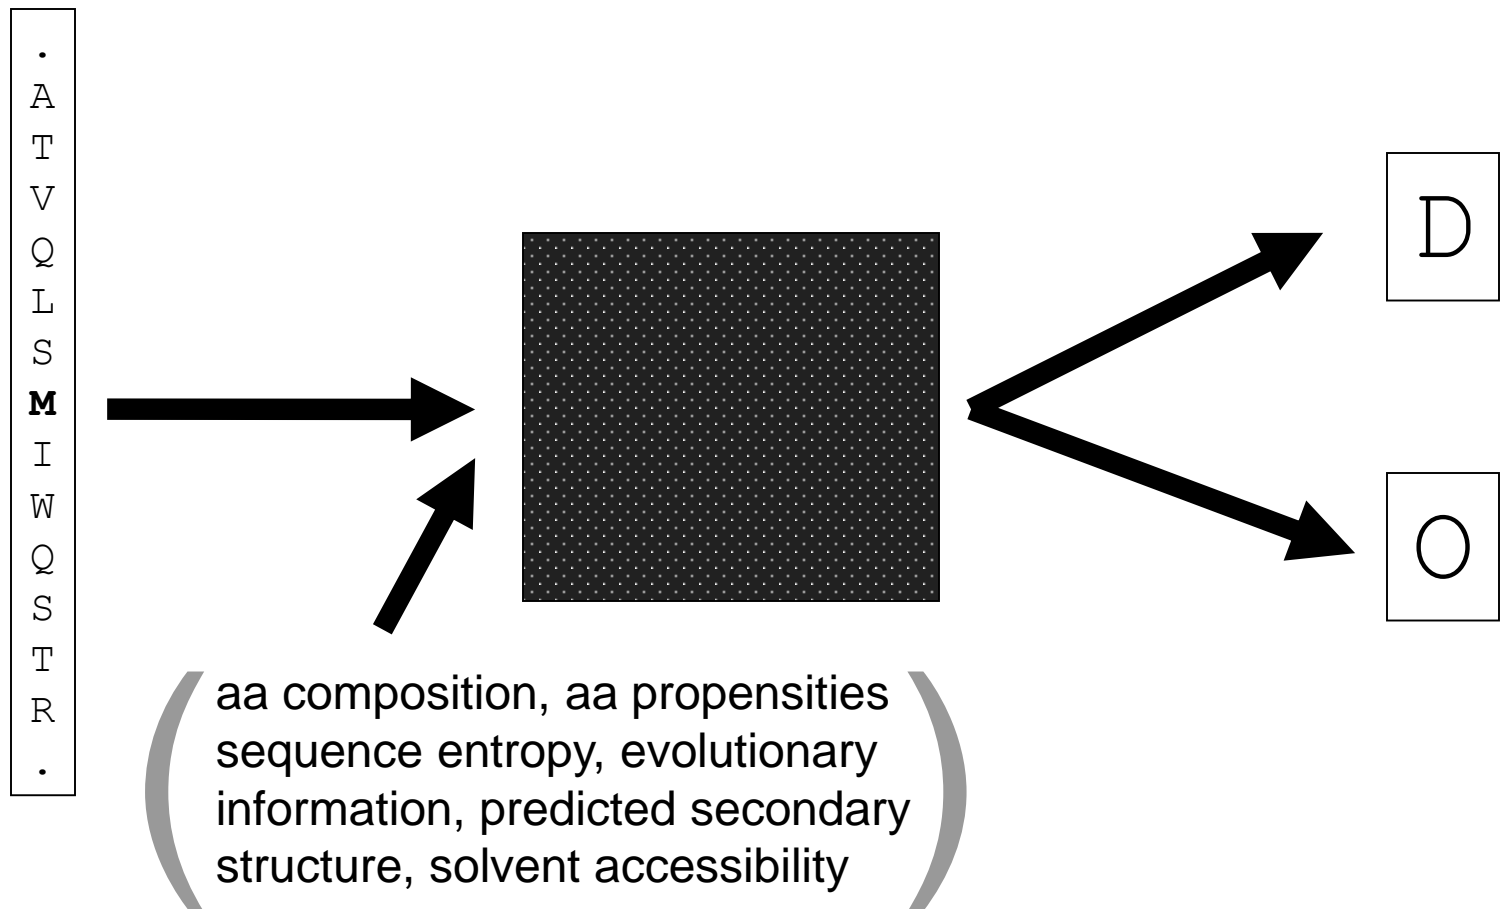 .
A
T
V
Q
L
S
M
I
W
Q
S
T
R
.
D
O
( aa composition, aa propensities
sequence entropy, evolutionary
information, predicted secondary
structure, solvent accessibility )